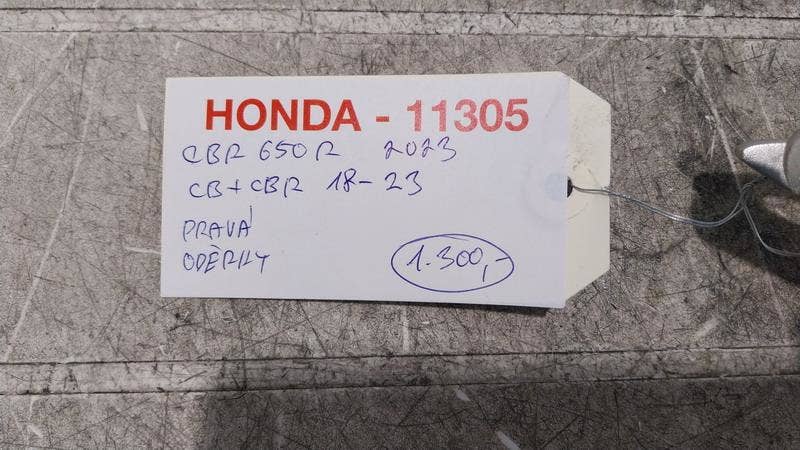 HONDA - 11305
CBR 650R 2023
CB + CBR 18-23
PRAVÁ
ODĚRKY
1.300,-